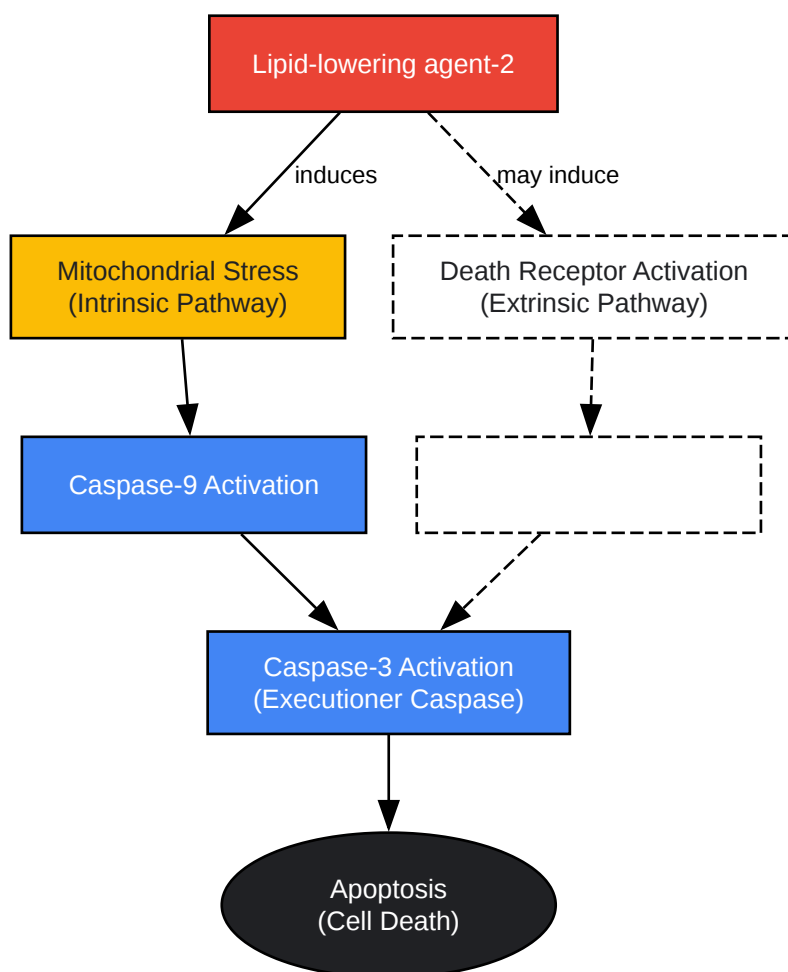 Lipid-lowering agent-2
induces
may induce
Mitochondrial Stress
(Intrinsic Pathway)
Death Receptor Activation
(Extrinsic Pathway)
Caspase-9 Activation
Caspase-3 Activation
(Executioner Caspase)
Apoptosis
(Cell Death)